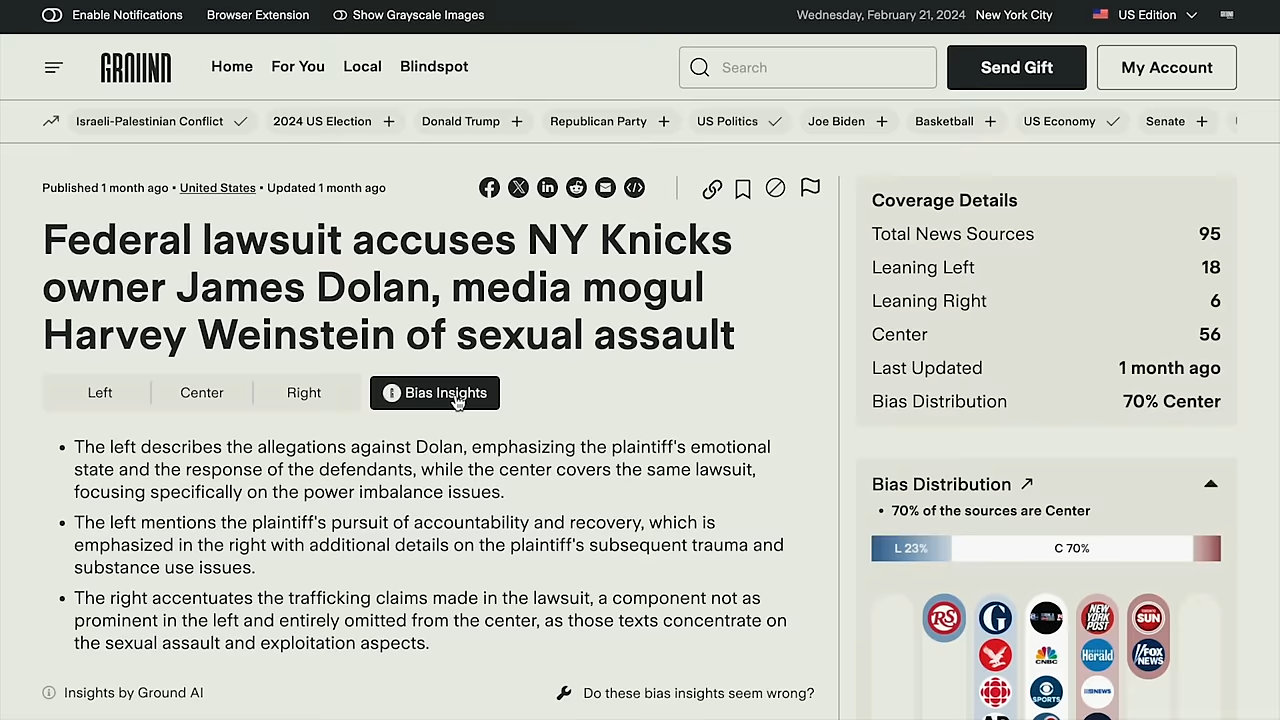 Enable Notifications Browser Extension Show Grayscale Images Wednesday, February 21, 2024 New York City US Edition
GROUND Home For You Local Blindspot Search Send Gift My Account
Israeli-Palestinian Conflict 2024 US Election + Donald Trump + Republican Party + US Politics Joe Biden + Basketball + US Economy Senate +
Published 1 month ago • United States • Updated 1 month ago
Federal lawsuit accuses NY Knicks
owner James Dolan, media mogul
Harvey Weinstein of sexual assault
Left Center Right Bias Insights
• The left describes the allegations against Dolan, emphasizing the plaintiff's emotional
state and the response of the defendants, while the center covers the same lawsuit,
focusing specifically on the power imbalance issues.
• The left mentions the plaintiff's pursuit of accountability and recovery, which is
emphasized in the right with additional details on the plaintiff's subsequent trauma and
substance use issues.
• The right accentuates the trafficking claims made in the lawsuit, a component not as
prominent in the left and entirely omitted from the center, as those texts concentrate on
the sexual assault and exploitation aspects.
Insights by Ground AI Do these bias insights seem wrong?
Coverage Details
Total News Sources 95
Leaning Left 18
Leaning Right 6
Center 56
Last Updated 1 month ago
Bias Distribution 70% Center
Bias Distribution
• 70% of the sources are Center
L 23% C 70%
RS G NEW YORK POST SUN
CNBC Herald FOX NEWS
SPORTS NEWS